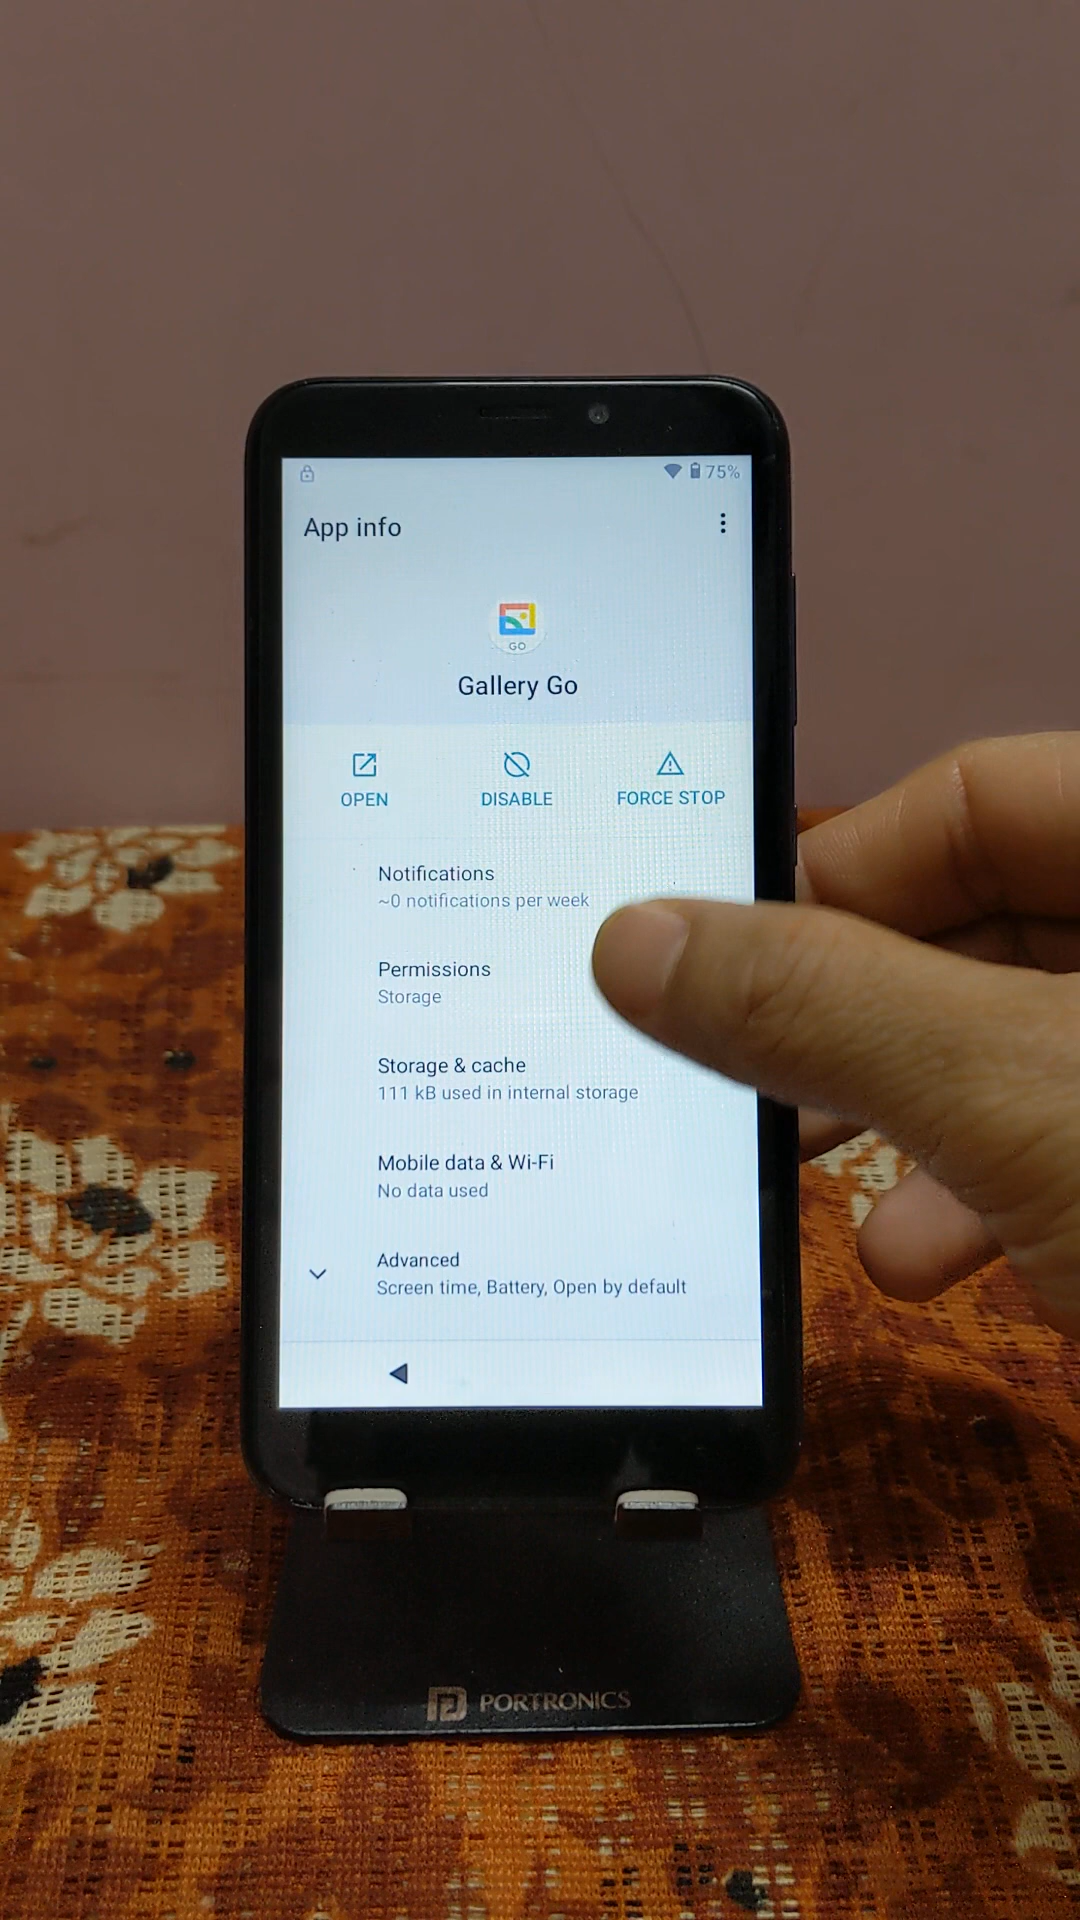 75%
App info
GO
Gallery Go
OPEN
DISABLE
FORCE STOP
Notifications
~0 notifications per week
Permissions
Storage
Storage & cache
111 kB used in internal storage
Mobile data & Wi-Fi
No data used
Advanced
Screen time, Battery, Open by default
PORTRONICS